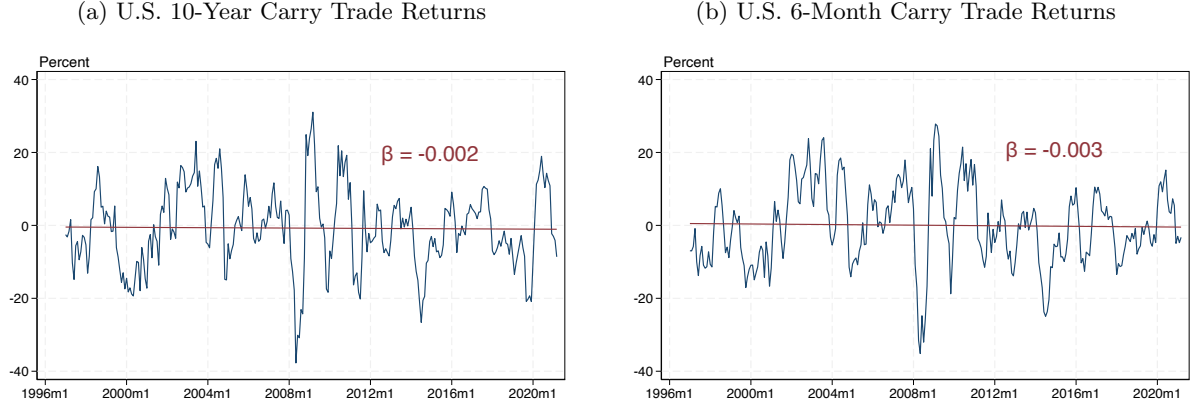 (a) U.S. 10-Year Carry Trade Returns
Percent
40
20
0
-20
-40
β = -0.002
1996m1 2000m1 2004m1 2008m1 2012m1 2016m1 2020m1
(b) U.S. 6-Month Carry Trade Returns
Percent
40
20
0
-20
-40
β = -0.003
1996m1 2000m1 2004m1 2008m1 2012m1 2016m1 2020m1